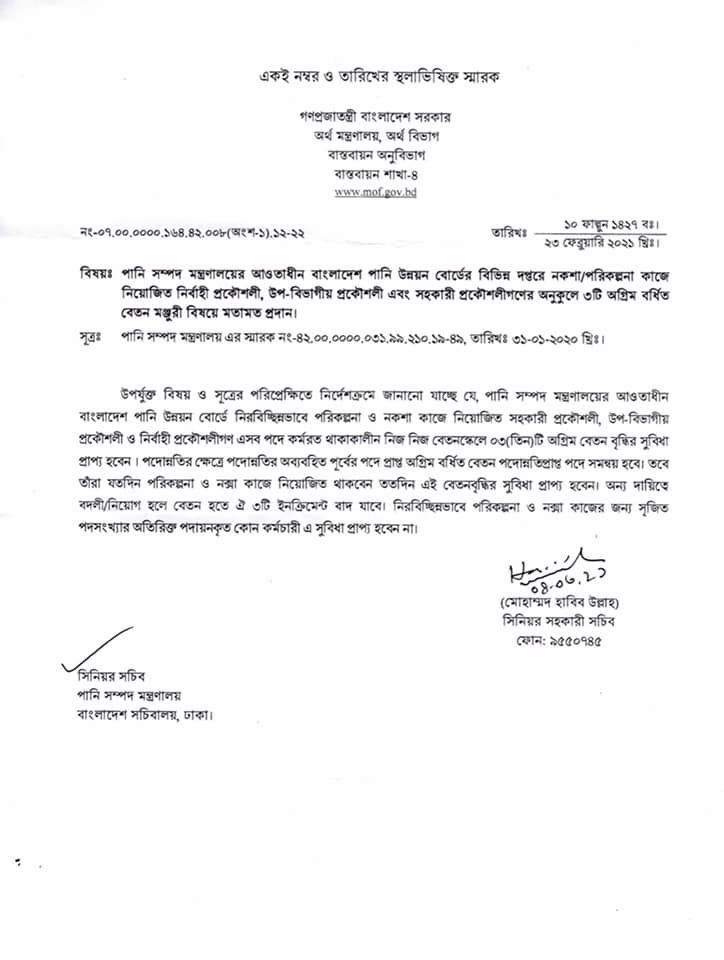 একই নম্বর ও তারিখের স্থলাভিষিক্ত স্মারক
গণপ্রজাতন্ত্রী বাংলাদেশ সরকার
অর্থ মন্ত্রণালয়, অর্থ বিভাগ
বাস্তবায়ন অনুবিভাগ
বাস্তবায়ন শাখা-৪
www.mof.gov.bd
নং-০৭.০০.০০০০.১৬৪.৪২.০০৮(অংশ-১).১২-২২
তারিখঃ
১০ ফাল্গুন ১৪২৭ বঃ।
২৩ ফেব্রুয়ারি ২০২১ খ্রিঃ।
বিষয়ঃ পানি সম্পদ মন্ত্রণালয়ের আওতাধীন বাংলাদেশ পানি উন্নয়ন বোর্ডের বিভিন্ন দপ্তরে নকশা/পরিকল্পনা কাজে
নিয়োজিত নির্বাহী প্রকৌশলী, উপ-বিভাগীয় প্রকৌশলী এবং সহকারী প্রকৌশলীগণের অনুকুলে ৩টি অগ্রিম বর্ধিত
বেতন মঞ্জুরী বিষয়ে মতামত প্রদান।
সূত্রঃ পানি সম্পদ মন্ত্রণালয় এর স্মারক নং-৪২.০০.০০০০.০৩১.৯৯.২১০.১৯-৪৯, তারিখঃ ৩১-০১-২০২০ খ্রিঃ।
উপর্যুক্ত বিষয় ও সূত্রের পরিপ্রেক্ষিতে নির্দেশক্রমে জানানো যাচ্ছে যে, পানি সম্পদ মন্ত্রণালয়ের আওতাধীন
বাংলাদেশ পানি উন্নয়ন বোর্ডে নিরবিচ্ছিন্নভাবে পরিকল্পনা ও নকশা কাজে নিয়োজিত সহকারী প্রকৌশলী, উপ-বিভাগীয়
প্রকৌশলী ও নির্বাহী প্রকৌশলীগণ এসব পদে কর্মরত থাকাকালীন নিজ নিজ বেতনস্কেলে ০৩(তিন)টি অগ্রিম বেতন বৃদ্ধির সুবিধা
প্রাপ্য হবেন। পদোন্নতির ক্ষেত্রে পদোন্নতির অব্যবহিত পূর্বের পদে প্রাপ্ত অগ্রিম বর্ধিত বেতন পদোন্নতিপ্রাপ্ত পদে সমন্বয় হবে। তবে
তাঁরা যতদিন পরিকল্পনা ও নক্সা কাজে নিয়োজিত থাকবেন ততদিন এই বেতনবৃদ্ধির সুবিধা প্রাপ্য হবেন। অন্য দায়িত্বে
বদলী/নিয়োগ হলে বেতন হতে ঐ ৩টি ইনক্রিমেন্ট বাদ যাবে। নিরবিচ্ছিন্নভাবে পরিকল্পনা ও নক্সা কাজের জন্য সৃজিত
পদসংখ্যার অতিরিক্ত পদায়নকৃত কোন কর্মচারী এ সুবিধা প্রাপ্য হবেন না।
(মোহাম্মদ হাবিব উল্লাহ)
সিনিয়র সহকারী সচিব
ফোন: ৯৫৫০৭৪৫
সিনিয়র সচিব
পানি সম্পদ মন্ত্রণালয়
বাংলাদেশ সচিবালয়, ঢাকা।